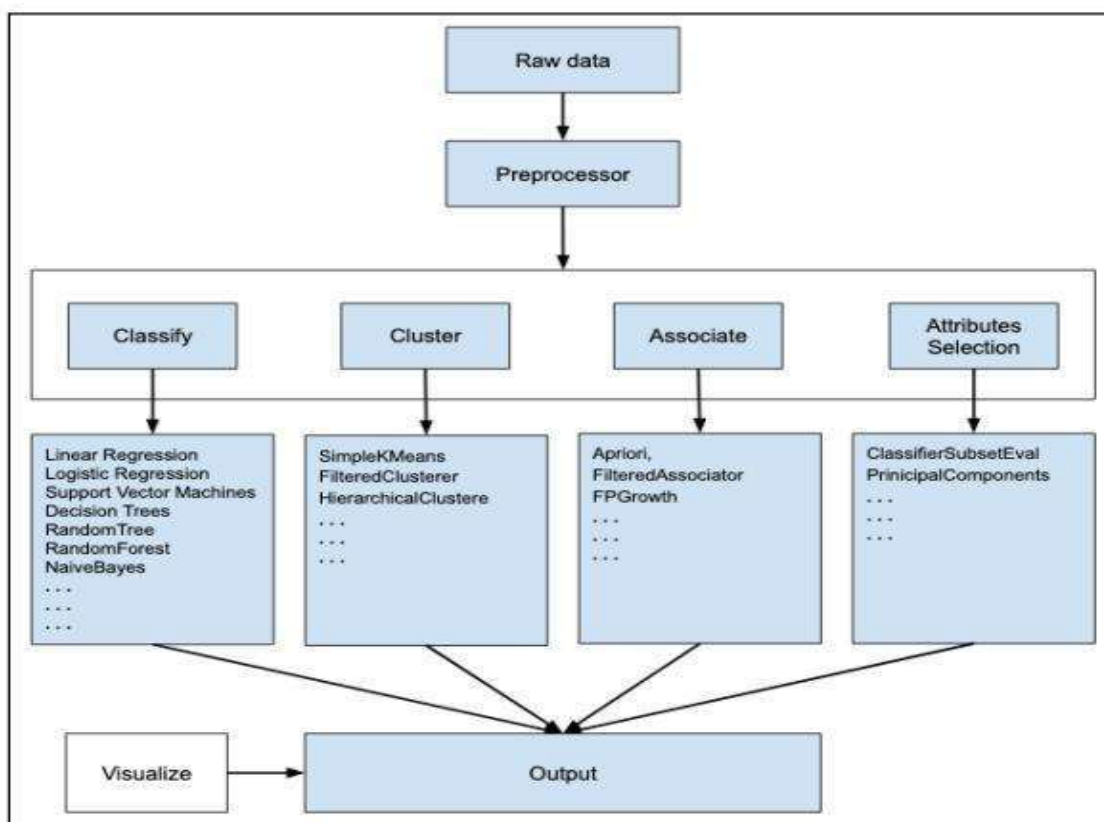 Raw data
Preprocessor
Classify
Cluster
Associate
Attributes
Selection
Linear Regression
Logistic Regression
Support Vector Machines
Decision Trees
RandomTree
RandomForest
NaiveBayes
. . .
. . .
. . .
SimpleKMeans
FilteredClusterer
HierarchicalClustere
. . .
. . .
. . .
Apriori,
FilteredAssociator
FPGrowth
. . .
. . .
. . .
ClassifierSubsetEval
PrinicipalComponents
. . .
. . .
. . .
Visualize
Output